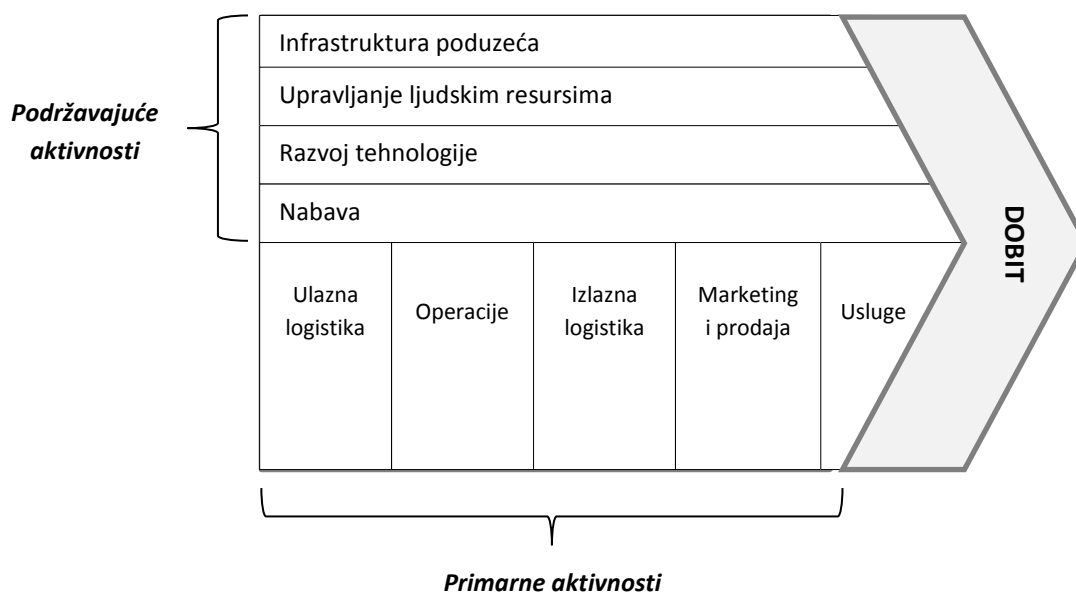 Infrastruktura poduzeća
Upravljanje ljudskim resursima
Podržavajuće
aktivnosti
Razvoj tehnologije
Nabava
DOBIT
Ulazna
logistika
Operacije
Izlazna
logistika
Marketing
i prodaja
Usluge
Primarne aktivnosti